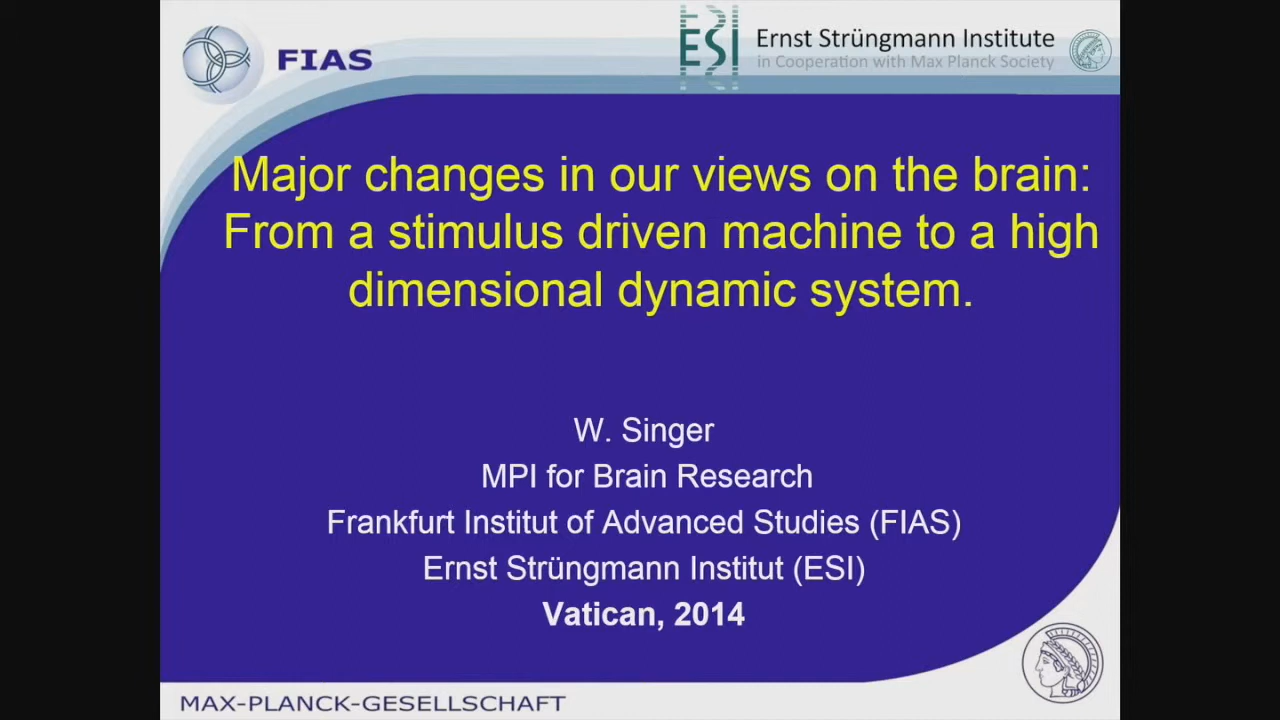 FIAS
ESI
Ernst Strüngmann Institute
in Cooperation with Max Planck Society
Major changes in our views on the brain:
From a stimulus driven machine to a high
dimensional dynamic system.
W. Singer
MPI for Brain Research
Frankfurt Institut of Advanced Studies (FIAS)
Ernst Strüngmann Institut (ESI)
Vatican, 2014
MAX-PLANCK-GESELLSCHAFT